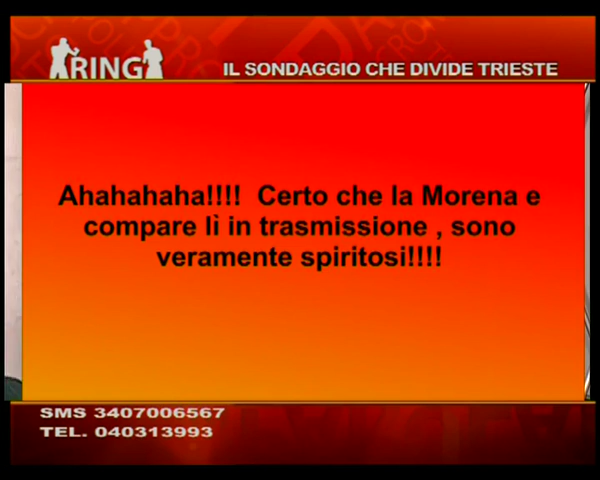 RING
IL SONDAGGIO CHE DIVIDE TRIESTE
Ahahahaha!!!! Certo che la Morena e
compare lì in trasmissione , sono
veramente spiritosi!!!!
SMS 3407006567
TEL. 040313993